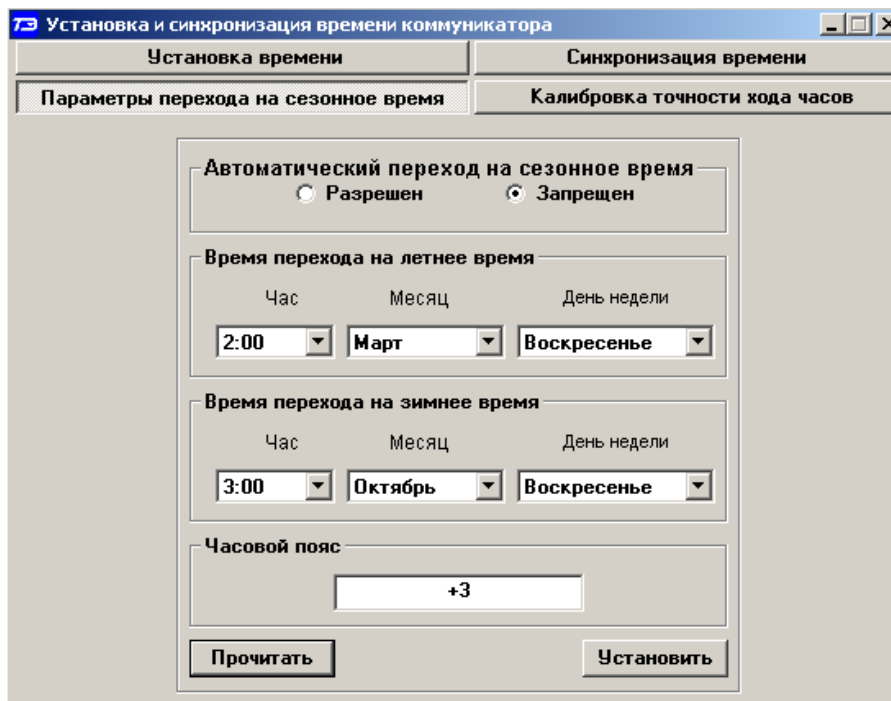 ТЭ Установка и синхронизация времени коммуникатора
Установка времени Синхронизация времени
Параметры перехода на сезонное время Калибровка точности хода часов
Автоматический переход на сезонное время
Разрешен Запрещен
Время перехода на летнее время
Час Месяц День недели
2:00 Март Воскресенье
Время перехода на зимнее время
Час Месяц День недели
3:00 Октябрь Воскресенье
Часовой пояс
+3
Прочитать Установить